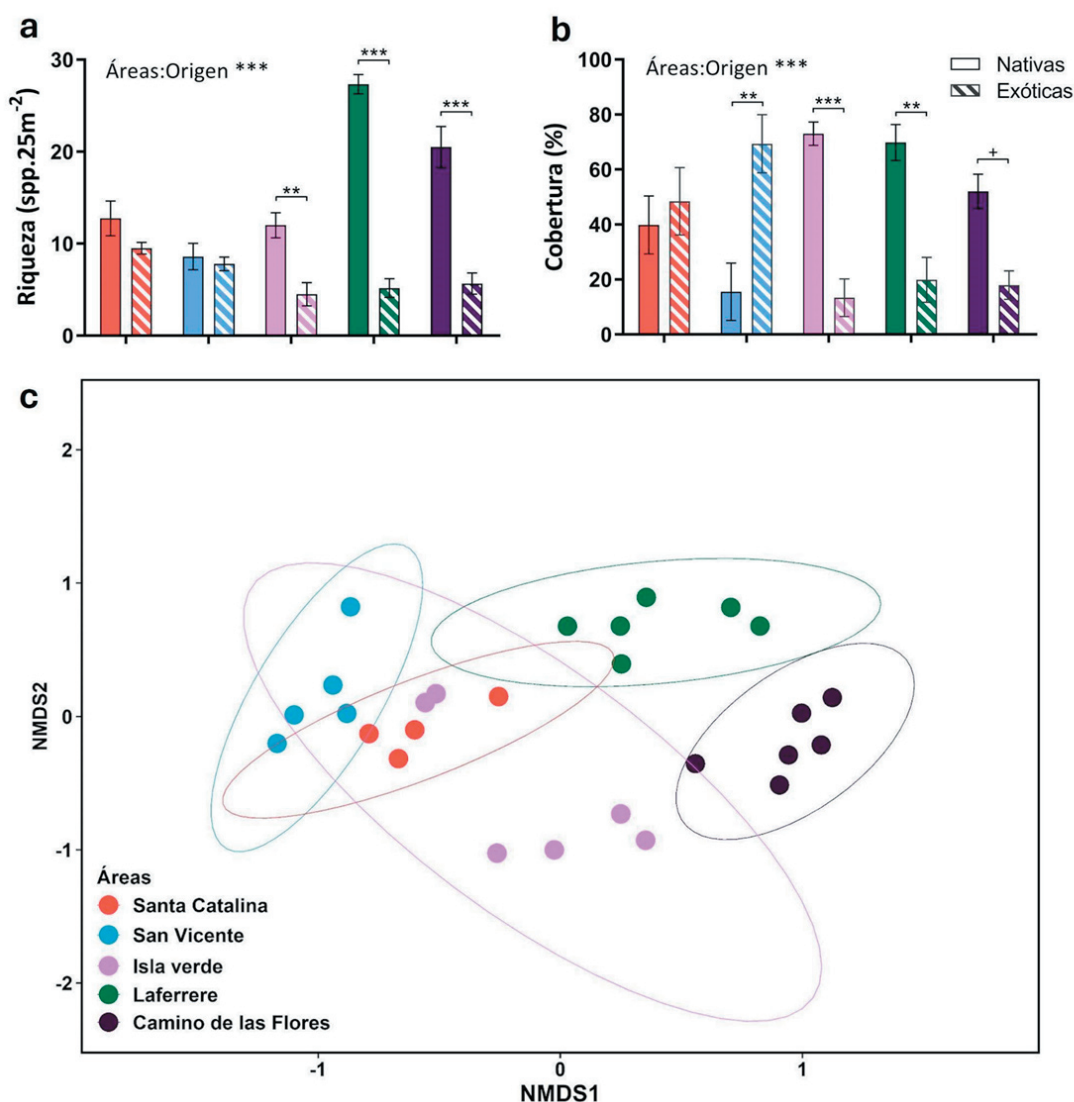 a
Áreas:Origen ***
Riqueza (spp.25m⁻²)
30
20
10
0
**
***
***
b
Áreas:Origen ***
Nativas
Exóticas
Cobertura (%)
100
80
60
40
20
0
**
***
**
+
c
NMDS2
2
1
0
-1
-2
Áreas
Santa Catalina
San Vicente
Isla verde
Laferrere
Camino de las Flores
-1
0
1
NMDS1